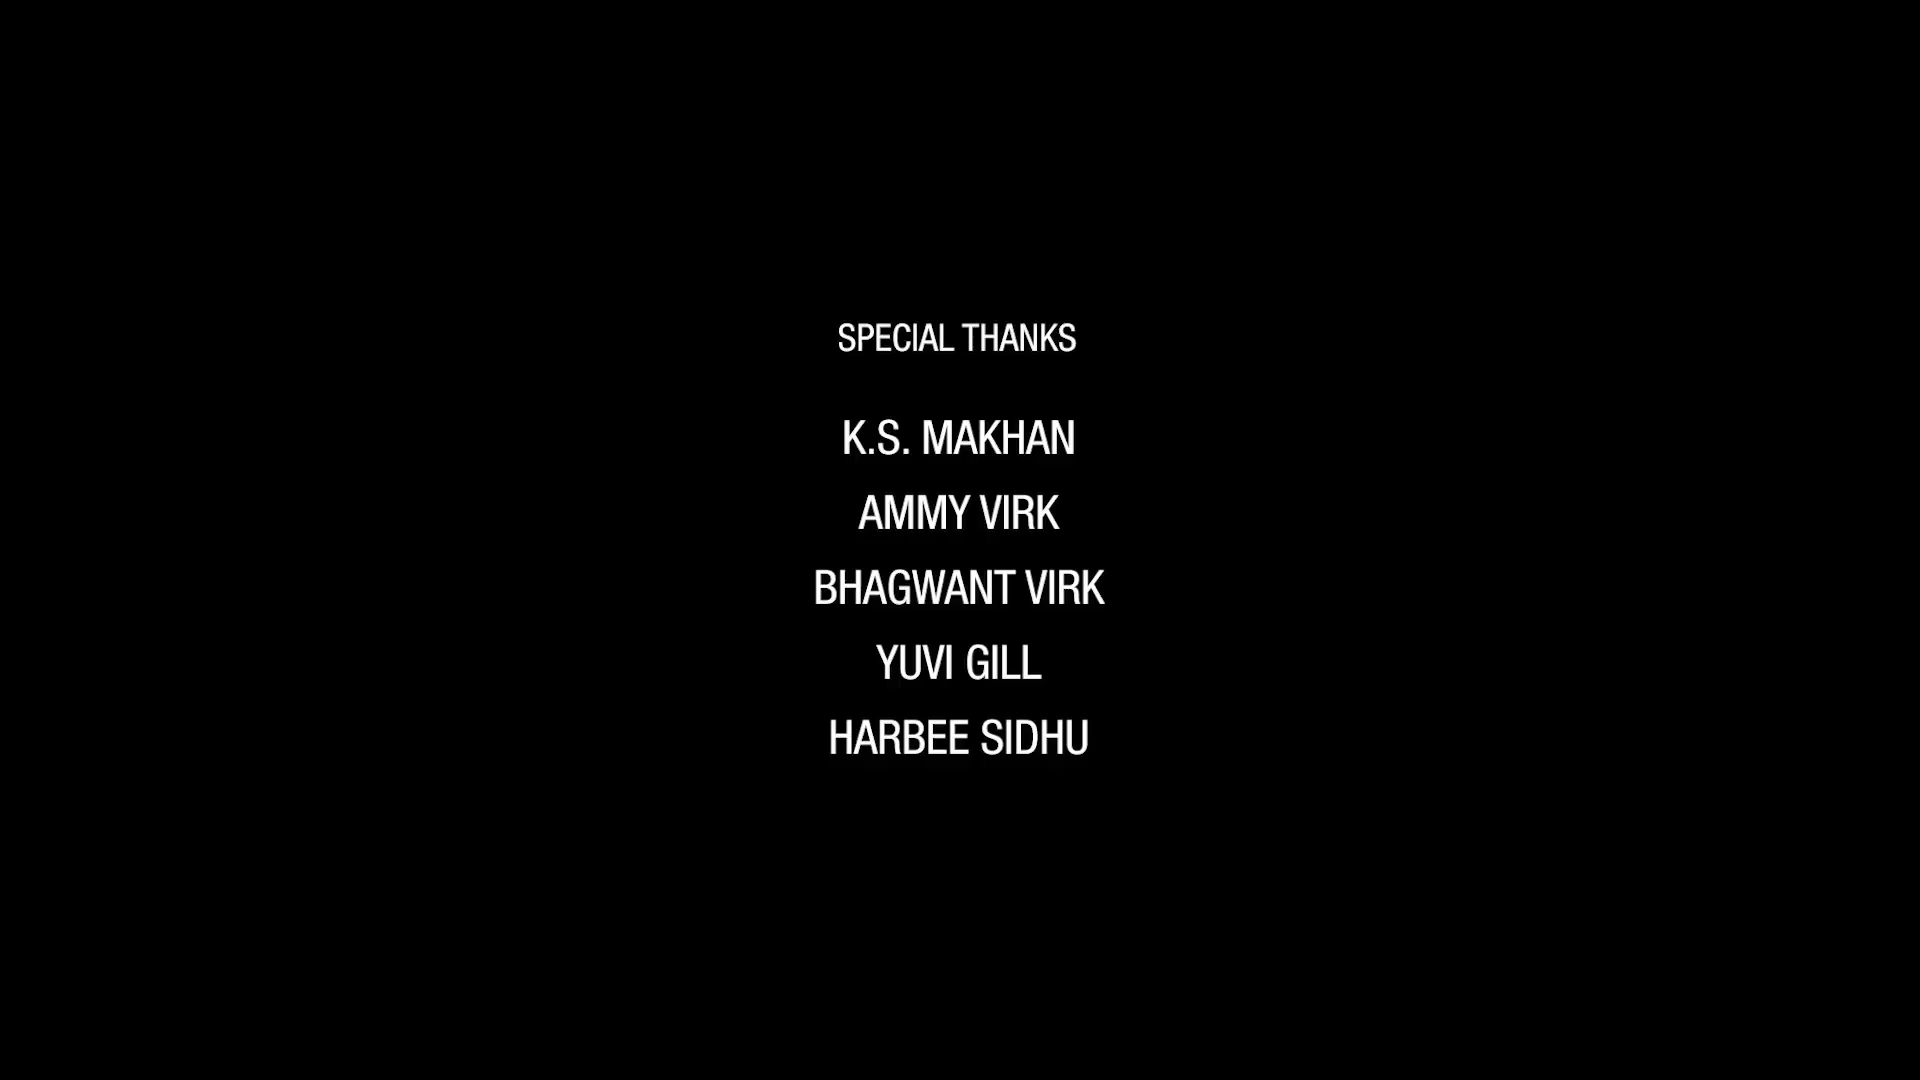 SPECIAL THANKS
K.S. MAKHAN
AMMY VIRK
BHAGWANT VIRK
YUVI GILL
HARBEE SIDHU